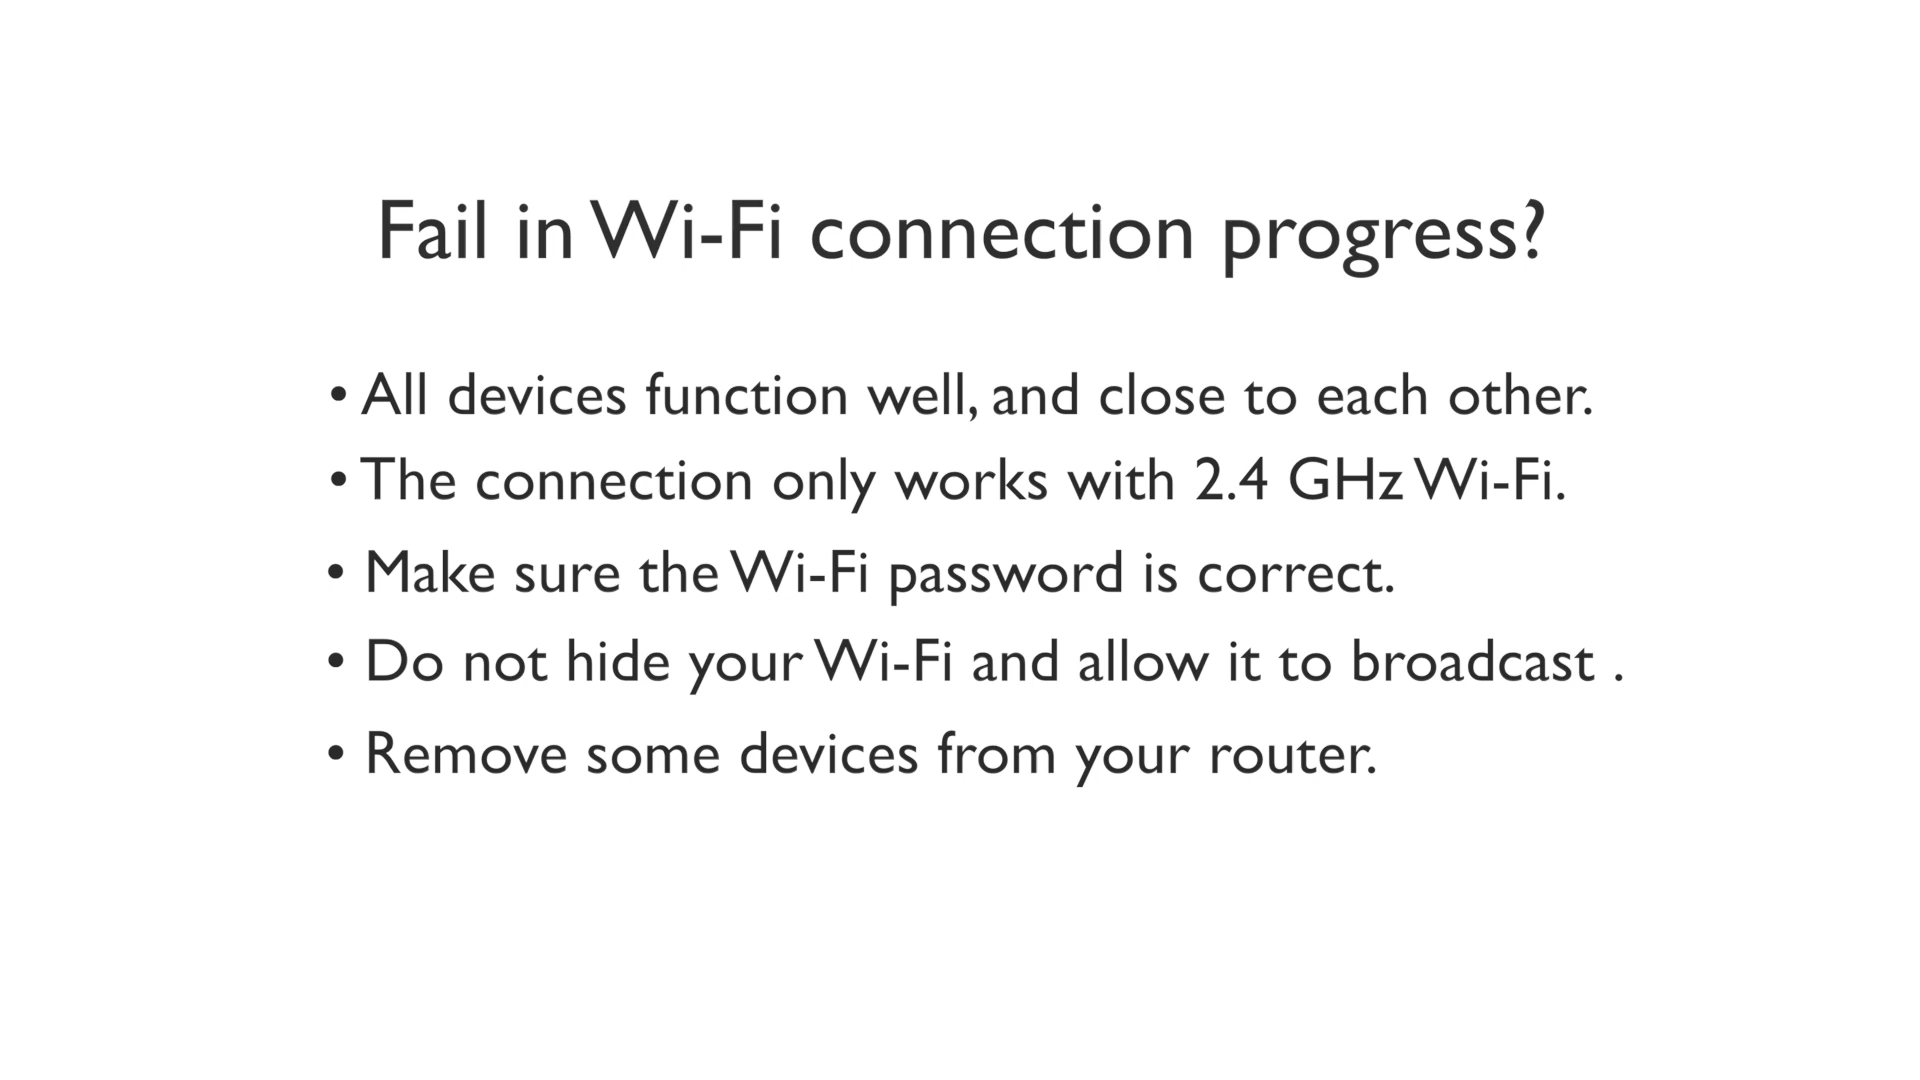 Fail in Wi-Fi connection progress?
• All devices function well, and close to each other.
• The connection only works with 2.4 GHz Wi-Fi.
• Make sure the Wi-Fi password is correct.
• Do not hide your Wi-Fi and allow it to broadcast .
• Remove some devices from your router.